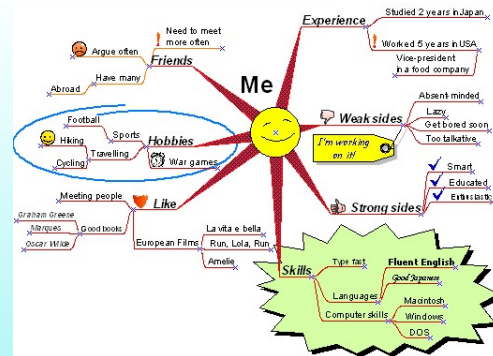 Me
Experience
Studied 2 years in Japan
Worked 5 years in USA
Vice-president
in a food company
Weak sides
Absent minded
Lazy
Get bored soon
Too talkative
I'm working
on it!
Strong sides
Smart
Educated
Entusiastic
Skills
Type fast
Languages
Fluent English
Good Japanese
Computer skills
Macintosh
Windows
DOS
Like
Meeting people
Good books
Graham Greene
Marques
Oscar Wilde
European Films
La vita e bella
Run, Lola, Run
Amelie
Hobbies
Sports
Football
Travelling
Hiking
Cycling
War games
Friends
Need to meet
more often
Argue often
Have many
Abroad